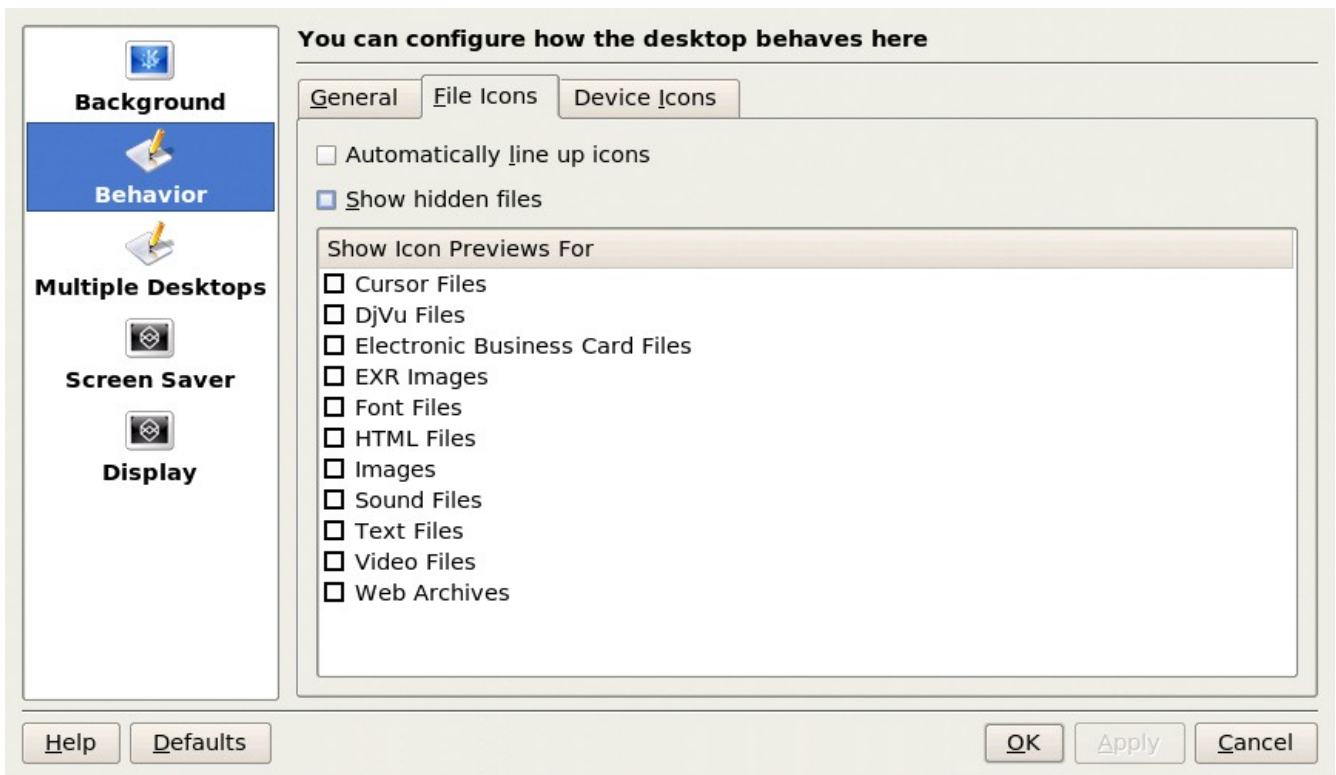 Background
Behavior
Multiple Desktops
Screen Saver
Display
You can configure how the desktop behaves here
General
File Icons
Device Icons
Automatically line up icons
Show hidden files
Show Icon Previews For
Cursor Files
DjVu Files
Electronic Business Card Files
EXR Images
Font Files
HTML Files
Images
Sound Files
Text Files
Video Files
Web Archives
Help
Defaults
OK
Apply
Cancel